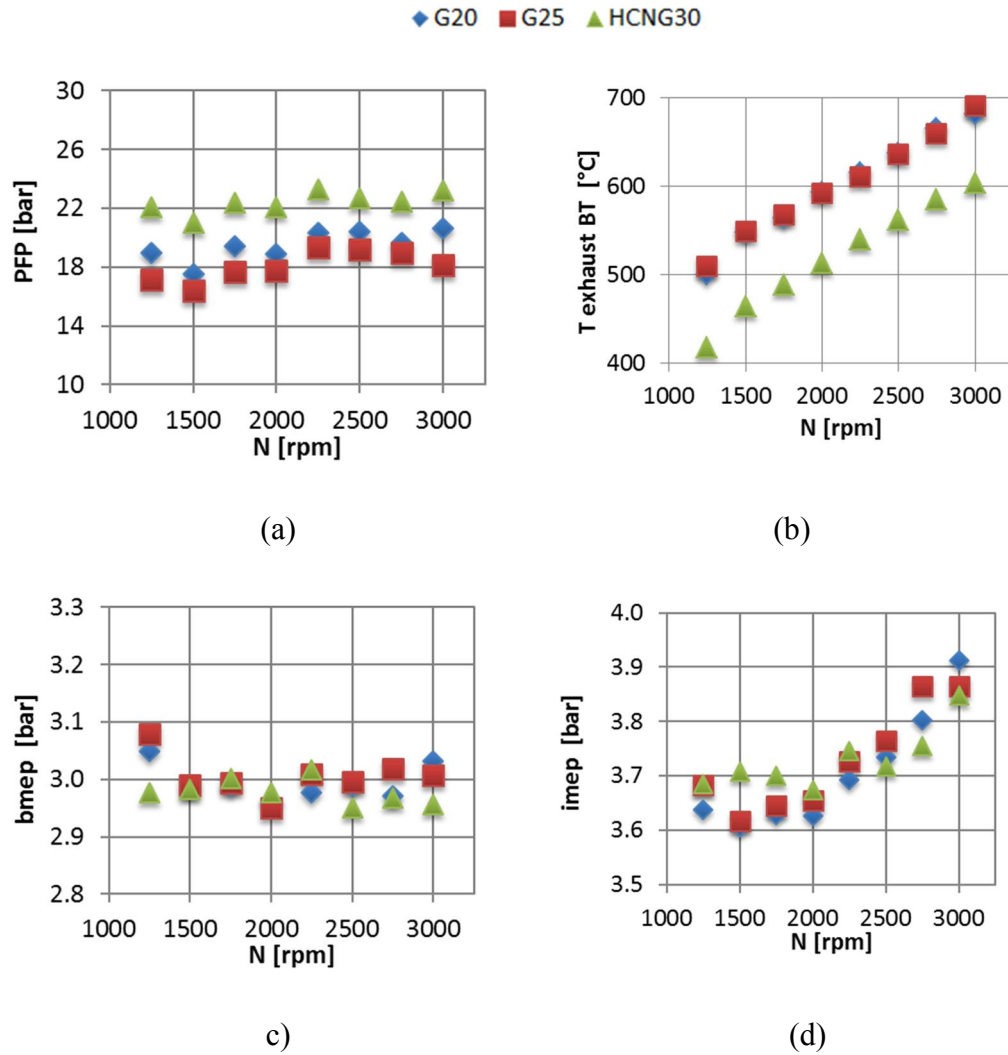 G20 G25 HCNG30
PFP [bar]
30
26
22
18
14
10
1000 1500 2000 2500 3000
N [rpm]
(a)
T exhaust BT [°C]
700
600
500
400
1000 1500 2000 2500 3000
N [rpm]
(b)
bmep [bar]
3.3
3.2
3.1
3.0
2.9
2.8
1000 1500 2000 2500 3000
N [rpm]
c)
imep [bar]
4.0
3.9
3.8
3.7
3.6
3.5
1000 1500 2000 2500 3000
N [rpm]
(d)